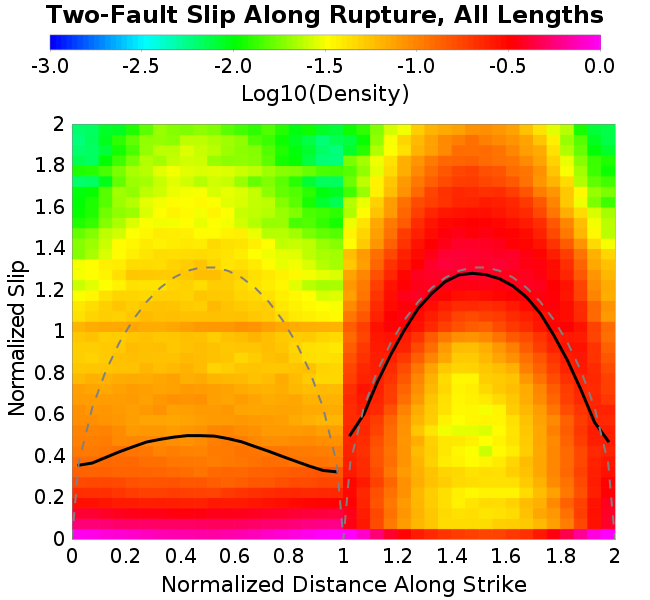 Two-Fault Slip Along Rupture, All Lengths
-3.0 -2.5 -2.0 -1.5 -1.0 -0.5 0.0
Log10(Density)
2
1.8
1.6
1.4
1.2
1
0.8
0.6
0.4
0.2
0
Normalized Slip
0 0.2 0.4 0.6 0.8 1 1.2 1.4 1.6 1.8 2
Normalized Distance Along Strike